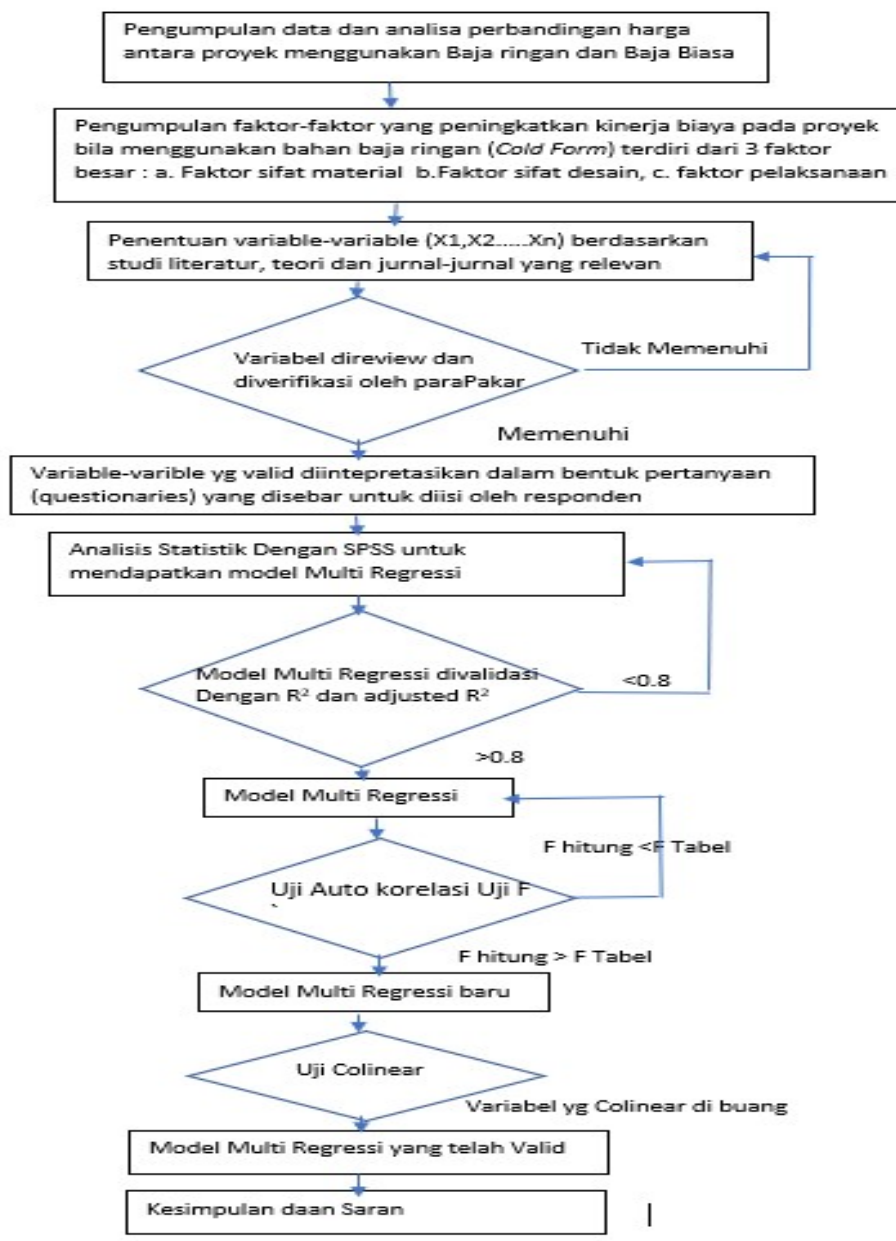 Pengumpulan data dan analisa perbandingan harga
antara proyek menggunakan Baja ringan dan Baja Biasa
Pengumpulan faktor-faktor yang peningkatkan kinerja biaya pada proyek
bila menggunakan bahan baja ringan (Cold Form) terdiri dari 3 faktor
besar : a. Faktor sifat material b.Faktor sifat desain, c. faktor pelaksanaan
Penentuan variable-variable (X1,X2.....Xn) berdasarkan
studi literatur, teori dan jurnal-jurnal yang relevan
Tidak Memenuhi
Variabel direview dan
diverifikasi oleh paraPakar
Memenuhi
Variable-varible yg valid diintepretasikan dalam bentuk pertanyaan
(questionaries) yang disebar untuk diisi oleh responden
Analisis Statistik Dengan SPSS untuk
mendapatkan model Multi Regressi
Model Multi Regressi divalidasi
Dengan R² dan adjusted R²
<0.8
>0.8
Model Multi Regressi
F hitung <F Tabel
Uji Auto korelasi Uji F
`
F hitung > F Tabel
Model Multi Regressi baru
Uji Colinear
Variabel yg Colinear di buang
Model Multi Regressi yang telah Valid
Kesimpulan daan Saran